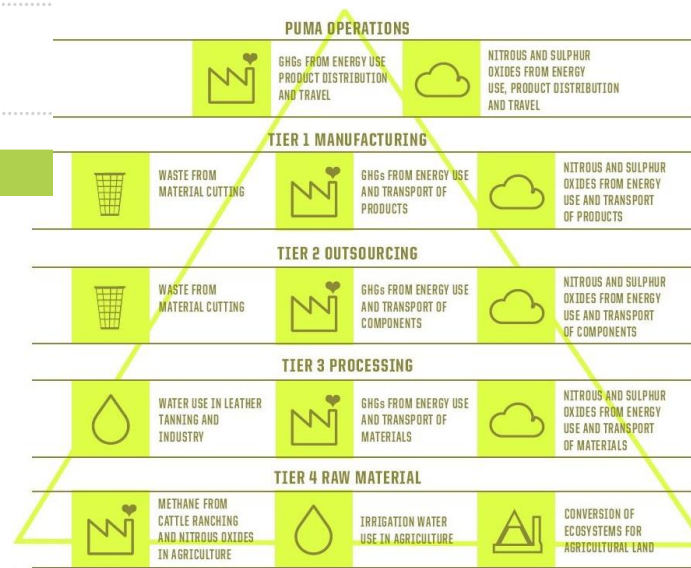 PUMA OPERATIONS
GHGs FROM ENERGY USE
PRODUCT DISTRIBUTION
AND TRAVEL
NITROUS AND SULPHUR
OXIDES FROM ENERGY
USE, PRODUCT DISTRIBUTION
AND TRAVEL
TIER 1 MANUFACTURING
WASTE FROM
MATERIAL CUTTING
GHGs FROM ENERGY USE
AND TRANSPORT OF
PRODUCTS
NITROUS AND SULPHUR
OXIDES FROM ENERGY
USE AND TRANSPORT
OF PRODUCTS
TIER 2 OUTSOURCING
WASTE FROM
MATERIAL CUTTING
GHGs FROM ENERGY USE
AND TRANSPORT OF
COMPONENTS
NITROUS AND SULPHUR
OXIDES FROM ENERGY
USE AND TRANSPORT
OF COMPONENTS
TIER 3 PROCESSING
WATER USE IN LEATHER
TANNING AND
INDUSTRY
GHGs FROM ENERGY USE
AND TRANSPORT OF
MATERIALS
NITROUS AND SULPHUR
OXIDES FROM ENERGY
USE AND TRANSPORT
OF MATERIALS
TIER 4 RAW MATERIAL
METHANE FROM
CATTLE RANCHING
AND NITROUS OXIDES
IN AGRICULTURE
IRRIGATION WATER
USE IN AGRICULTURE
CONVERSION OF
ECOSYSTEMS FOR
AGRICULTURAL LAND